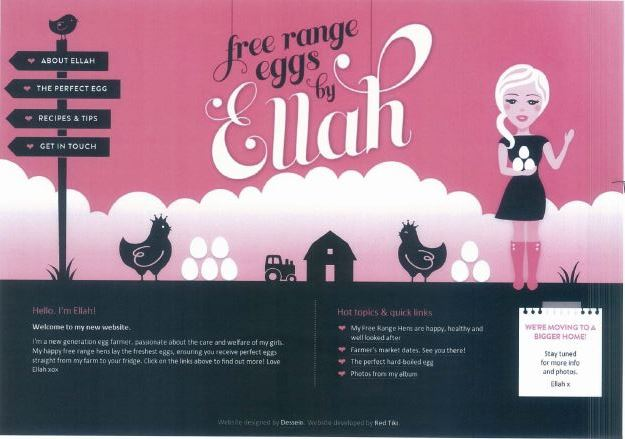 ABOUT ELLAH
THE PERFECT EGG
RECIPES & TIPS
GET IN TOUCH
free range
eggs
by
Ellah
Hello, I'm Ellah!
Welcome to my new website.
I'm a new generation egg farmer, passionate about the care and welfare of my girls.
My happy free range hens lay the freshest eggs, ensuring you receive perfect eggs
straight from my farm to your fridge. Click on the links above to find out more! Love
Ellah xox
Hot topics & quick links
My Free Range Hens are happy, healthy and
well looked after
Farmer's market dates. See you there!
The perfect hard-boiled egg
Photos from my album
WE'RE MOVING TO A
BIGGER HOME!
Stay tuned
for more info
and photos.
Ellah x
Website designed by Dessein. Website developed by Red Tiki